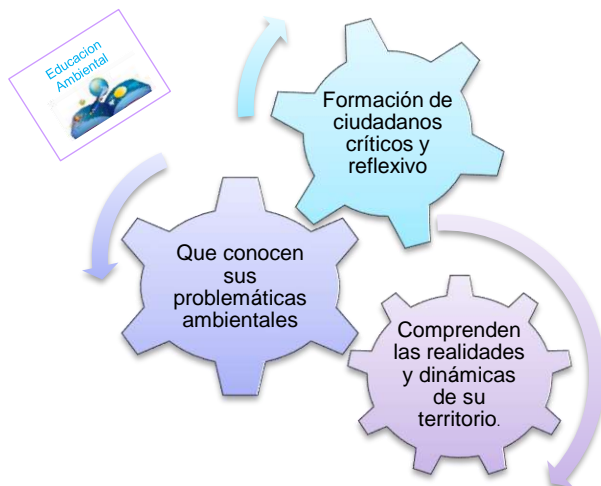 Educacion
Ambiental
Formación de
ciudadanos
críticos y
reflexivo
Que conocen
sus
problemáticas
ambientales
Comprenden
las realidades
y dinámicas
de su
territorio.